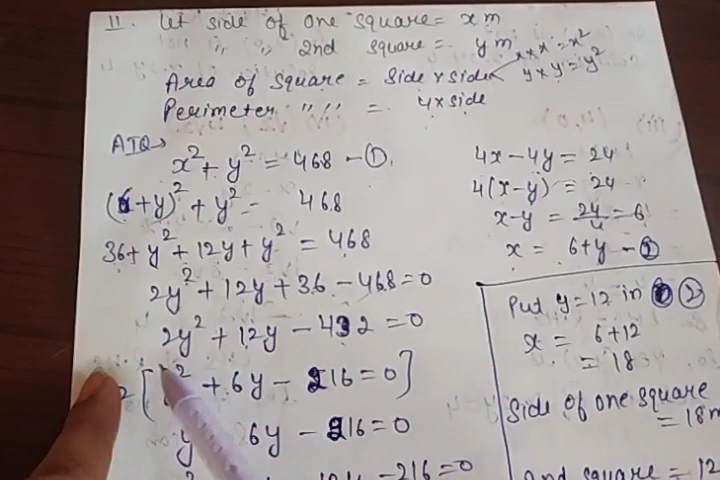 11. Let side of one square = x m
" " 2nd square = y m
Area of square = side x side x × x = x²
y × y = y²
Perimeter " " = 4 x side
ATQ→
x² + y² = 468 - ①
(6+y)² + y² = 468
36 + y² + 12y + y² = 468
2y² + 12y + 36 - 468 = 0
2y² + 12y - 432 = 0
2 + 6y - 216 = 0]
y 6y - 216 = 0
- 216 = 0
4x - 4y = 24
4(x-y) = 24
x - y = 24/4 = 6
x = 6+y - ②
Put y = 12 in ②
x = 6+12
= 18
Side of one square
= 18m
2nd square = 12